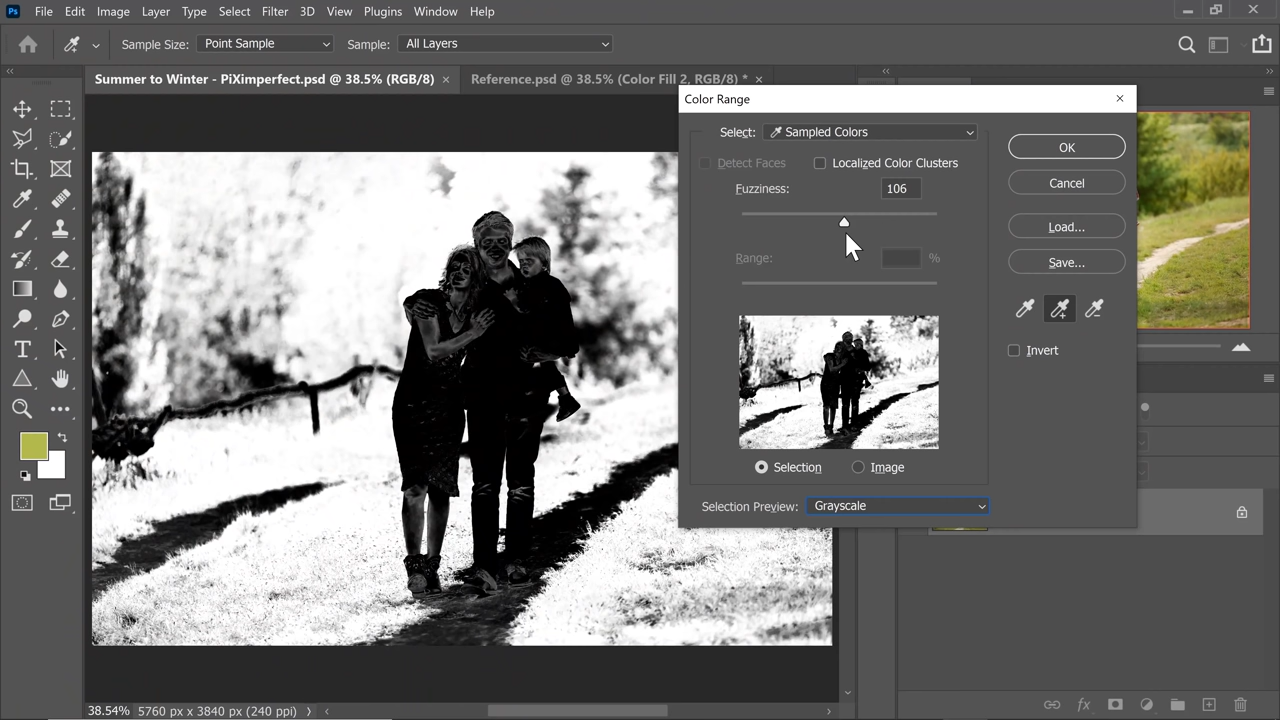 Ps File Edit Image Layer Type Select Filter 3D View Plugins Window Help
Sample Size: Point Sample Sample: All Layers
Summer to Winter - PiXimperfect.psd @ 38.5% (RGB/8) × Reference.psd @ 38.5% (Color Fill 2, RGB/8) * ×
Color Range
Select: Sampled Colors
OK
Detect Faces Localized Color Clusters
Fuzziness: 106
Cancel
Load...
Range: %
Save...
Invert
Selection Image
Selection Preview: Grayscale
38.54% 5760 px x 3840 px (240 ppi)
fx